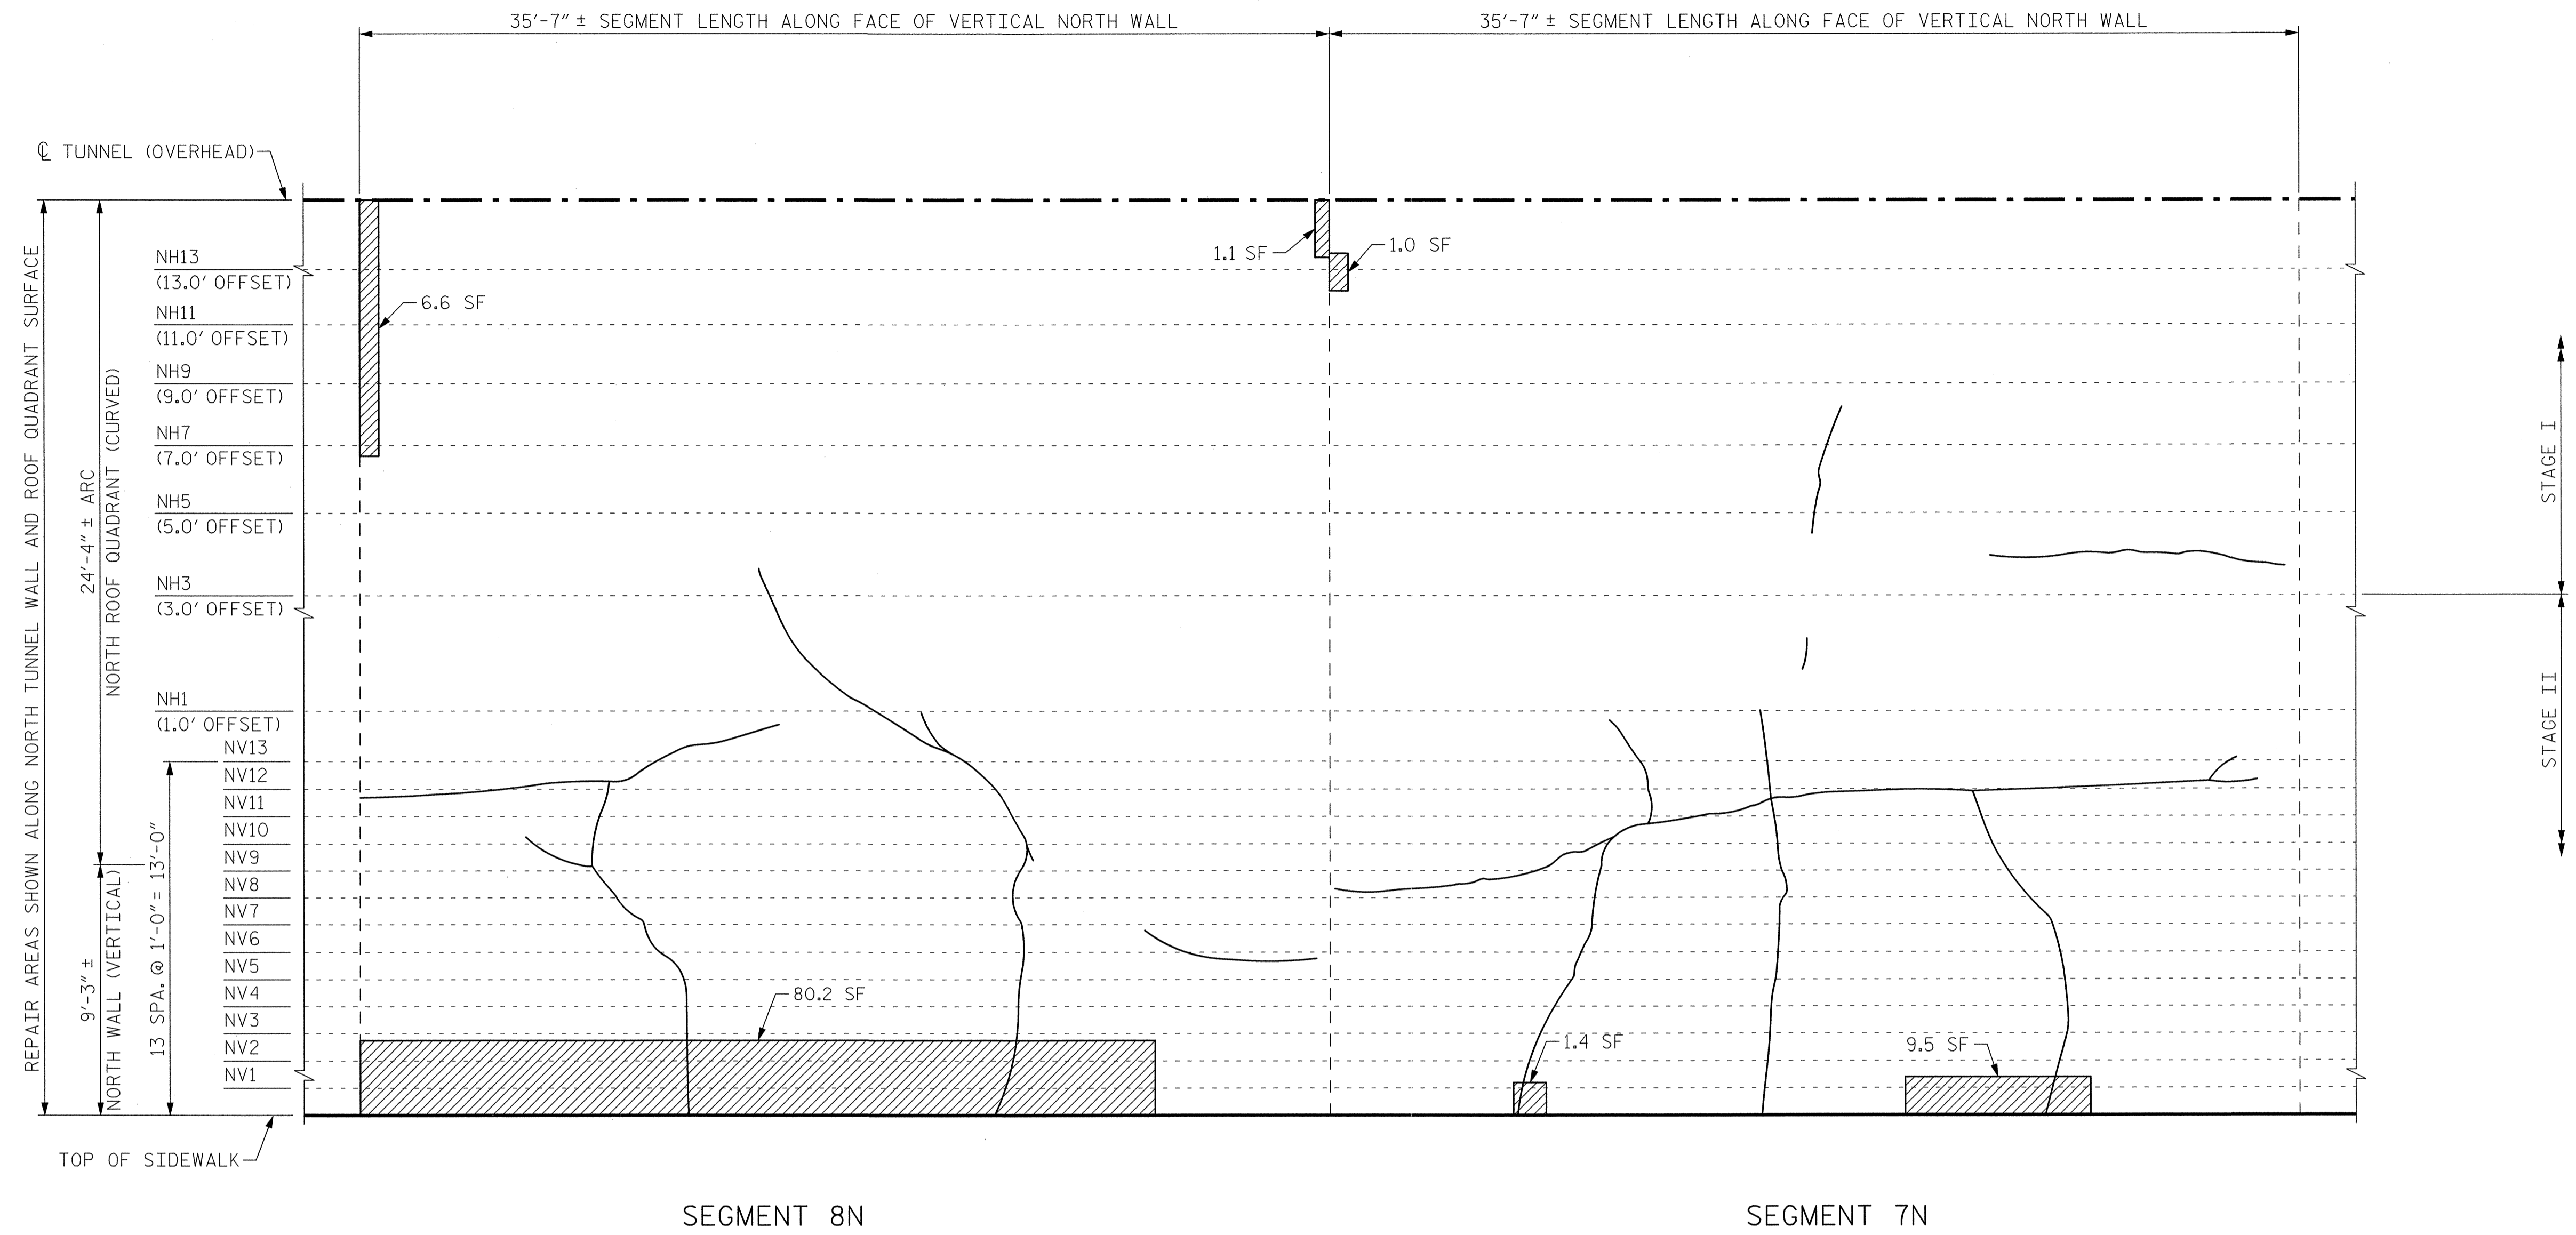 35'-7" ± SEGMENT LENGTH ALONG FACE OF VERTICAL NORTH WALL
35'-7" ± SEGMENT LENGTH ALONG FACE OF VERTICAL NORTH WALL
℄ TUNNEL (OVERHEAD)
REPAIR AREAS SHOWN ALONG NORTH TUNNEL WALL AND ROOF QUADRANT SURFACE
24'-4" ± ARC
NORTH ROOF QUADRANT (CURVED)
9'-3" ±
NORTH WALL (VERTICAL)
13 SPA. @ 1'-0" = 13'-0"
NH13
(13.0' OFFSET)
NH11
(11.0' OFFSET)
NH9
(9.0' OFFSET)
NH7
(7.0' OFFSET)
NH5
(5.0' OFFSET)
NH3
(3.0' OFFSET)
NH1
(1.0' OFFSET)
NV13
NV12
NV11
NV10
NV9
NV8
NV7
NV6
NV5
NV4
NV3
NV2
NV1
6.6 SF
1.1 SF
1.0 SF
80.2 SF
1.4 SF
9.5 SF
STAGE I
STAGE II
TOP OF SIDEWALK
SEGMENT 8N
SEGMENT 7N